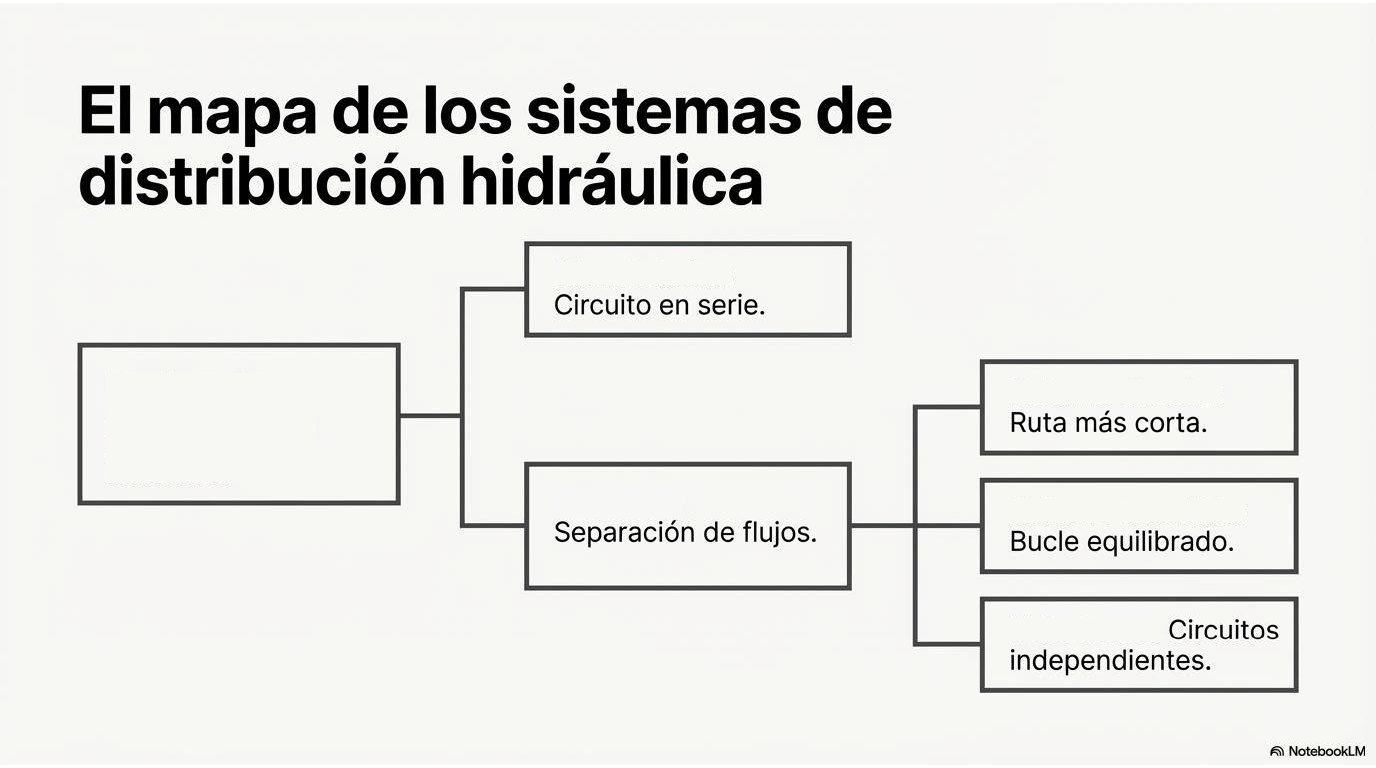 El mapa de los sistemas de
distribución hidráulica
Circuito en serie.
Separación de flujos.
Ruta más corta.
Bucle equilibrado.
Circuitos
independientes.
NotebookLM